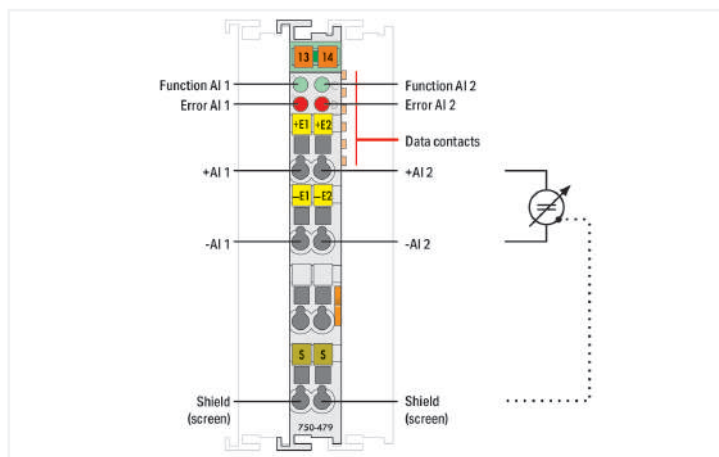 13 14
Function AI 1
Function AI 2
Error AI 1
Error AI 2
+E1 +E2
Data contacts
+AI 1
+AI 2
–E1 –E2
-AI 1
-AI 2
S S
Shield
(screen)
Shield
(screen)
750-479